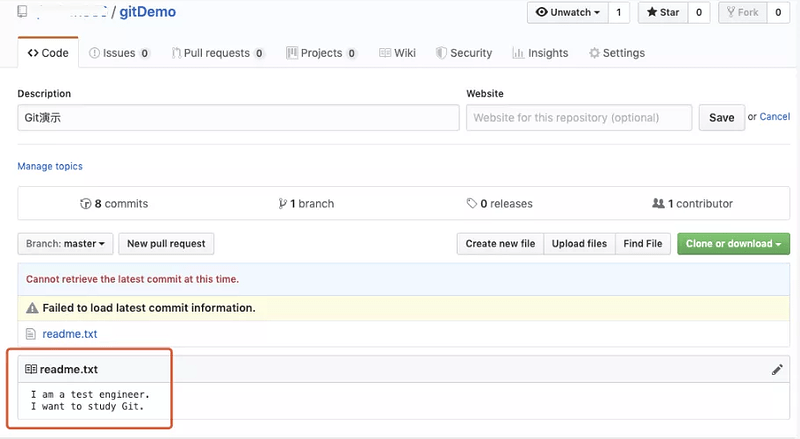 / gitDemo
Unwatch 1 Star 0 Fork 0
Code Issues 0 Pull requests 0 Projects 0 Wiki Security Insights Settings
Description Website
Git演示 Website for this repository (optional) Save or Cancel
Manage topics
8 commits 1 branch 0 releases 1 contributor
Branch: master New pull request Create new file Upload files Find File Clone or download
Cannot retrieve the latest commit at this time.
Failed to load latest commit information.
readme.txt
readme.txt
I am a test engineer.
I want to study Git.